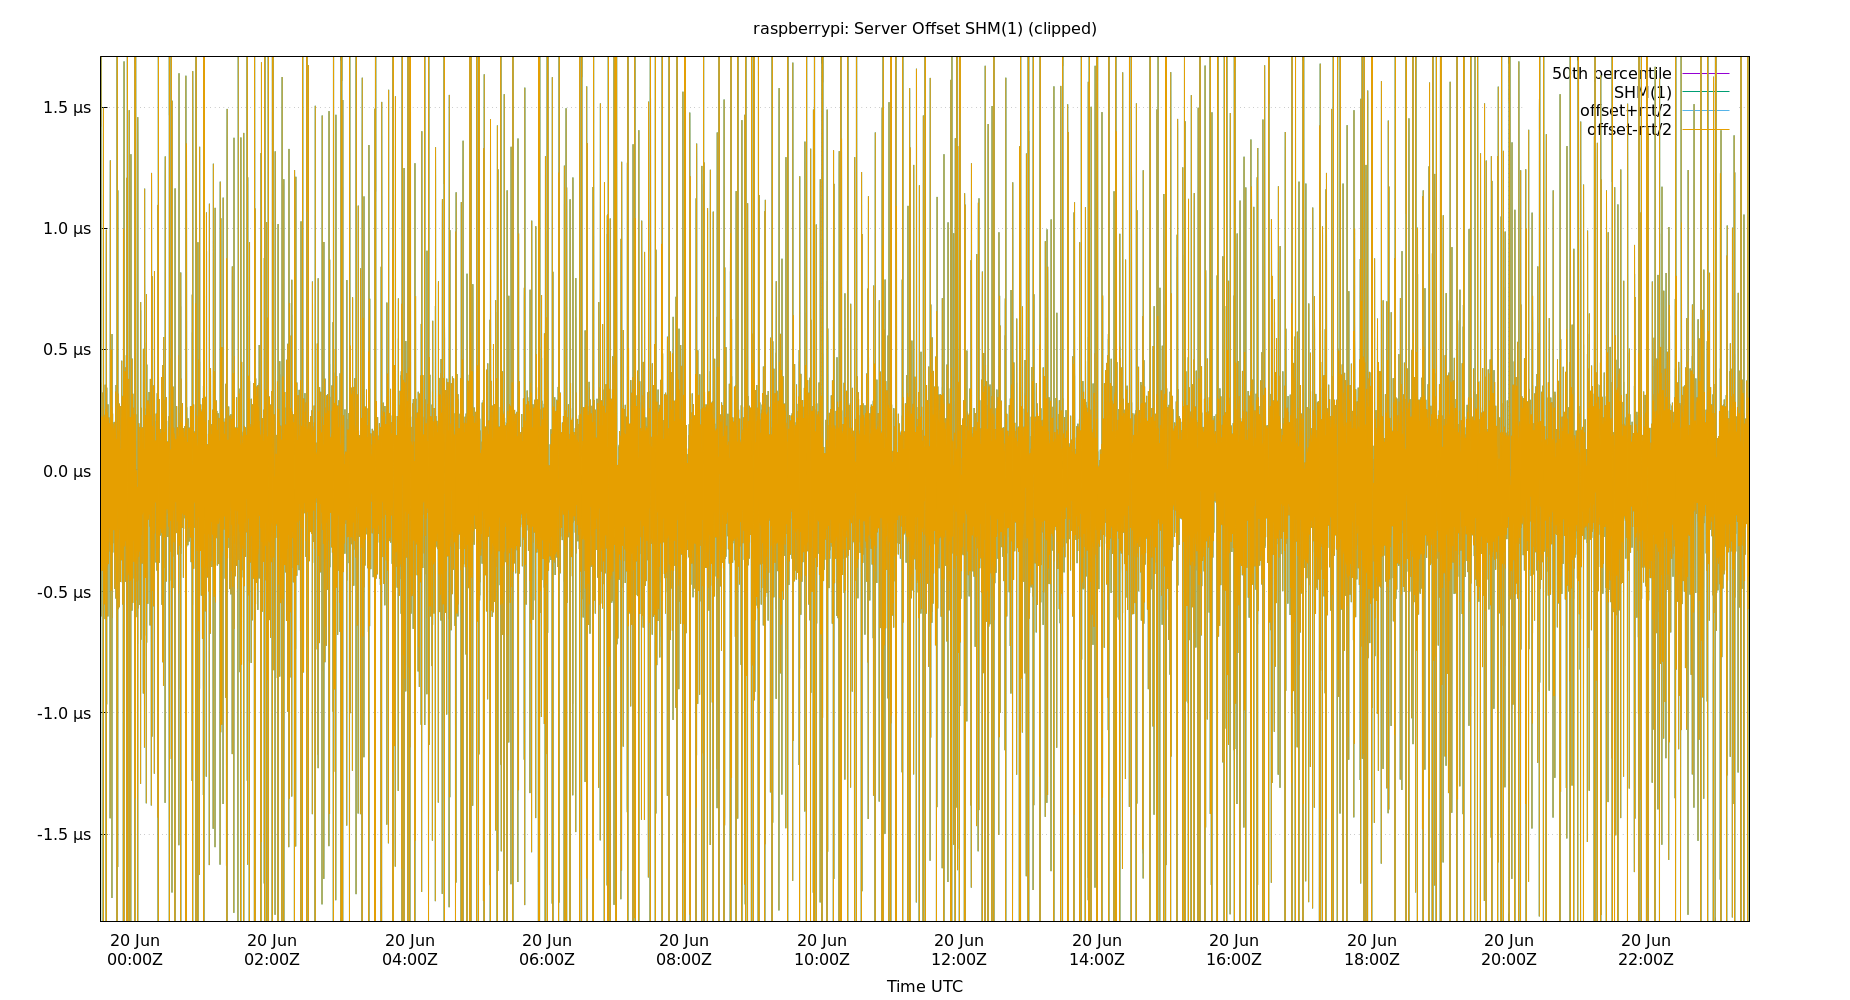 raspberrypi: Server Offset SHM(1) (clipped)
50th percentile
SHM(1)
offset+rtt/2
offset-rtt/2
1.5 µs
1.0 µs
0.5 µs
0.0 µs
-0.5 µs
-1.0 µs
-1.5 µs
20 Jun 20 Jun 20 Jun 20 Jun 20 Jun 20 Jun 20 Jun 20 Jun 20 Jun 20 Jun 20 Jun 20 Jun
00:00Z 02:00Z 04:00Z 06:00Z 08:00Z 10:00Z 12:00Z 14:00Z 16:00Z 18:00Z 20:00Z 22:00Z
Time UTC